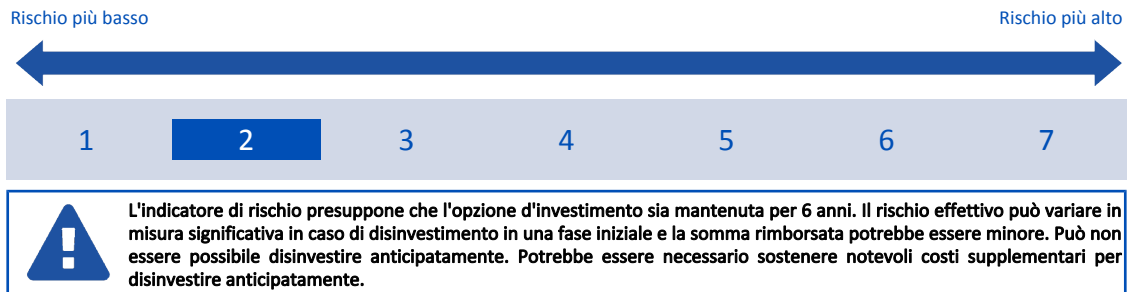 Rischio più basso Rischio più alto
1 2 3 4 5 6 7
L'indicatore di rischio presuppone che l'opzione d'investimento sia mantenuta per 6 anni. Il rischio effettivo può variare in
misura significativa in caso di disinvestimento in una fase iniziale e la somma rimborsata potrebbe essere minore. Può non
essere possibile disinvestire anticipatamente. Potrebbe essere necessario sostenere notevoli costi supplementari per
disinvestire anticipatamente.